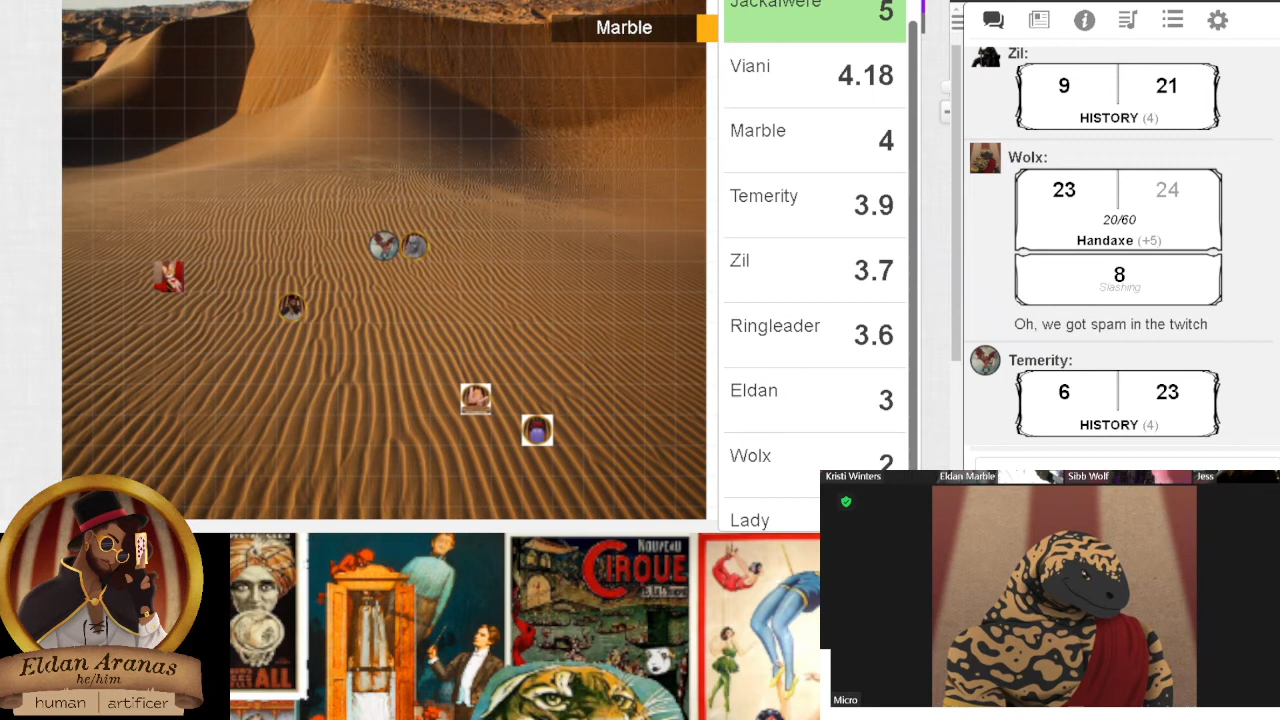 Marble
Jackalwere
5
Viani
4.18
Marble
4
Temerity
3.9
Zil
3.7
Ringleader
3.6
Eldan
3
Wolx
2
Lady
Zil:
9 21
HISTORY (4)
Wolx:
23 24
20/60
Handaxe (+5)
8
Slashing
Oh, we got spam in the twitch
Temerity:
6 23
HISTORY (4)
Kristi Winters
Eldan Marble
Sibb Wolf
Jess
Micro
Eldan Aranas
he/him
human | artificer
ALL
NOUVEAU
CIRQUE